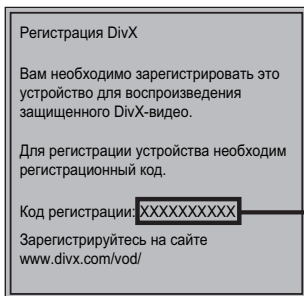 Регистрация DivX
Вам необходимо зарегистрировать это
устройство для воспроизведения
защищенного DivX-видео.
Для регистрации устройства необходим
регистрационный код.
Код регистрации: XXXXXXXXXX
Зарегистрируйтесь на сайте
www.divx.com/vod/